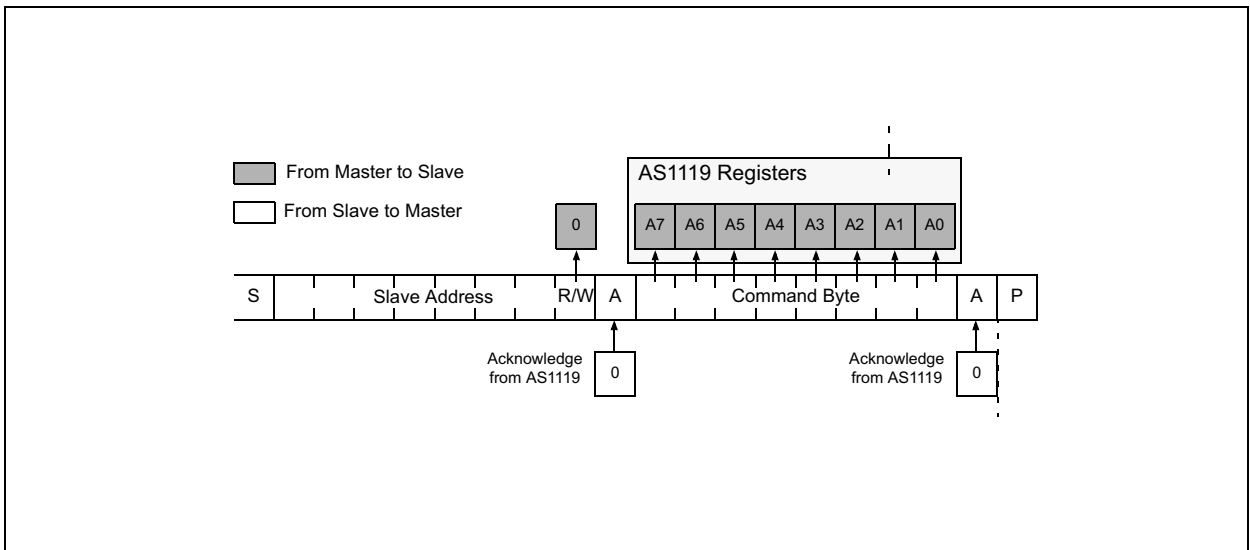 From Master to Slave
From Slave to Master
AS1119 Registers
0
A7 A6 A5 A4 A3 A2 A1 A0
S Slave Address R/W A Command Byte A P
Acknowledge
from AS1119
0
Acknowledge
from AS1119
0